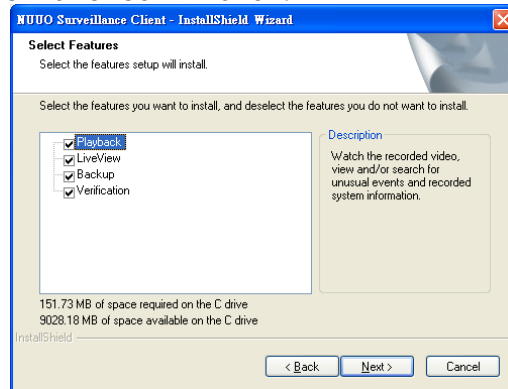 NUUO Surveillance Client - InstallShield Wizard
Select Features
Select the features setup will install.
Select the features you want to install, and deselect the features you do not want to install.
Playback
LiveView
Backup
Verification
Description
Watch the recorded video,
view and/or search for
unusual events and recorded
system information.
151.73 MB of space required on the C drive
9028.18 MB of space available on the C drive
InstallShield
< Back
Next >
Cancel